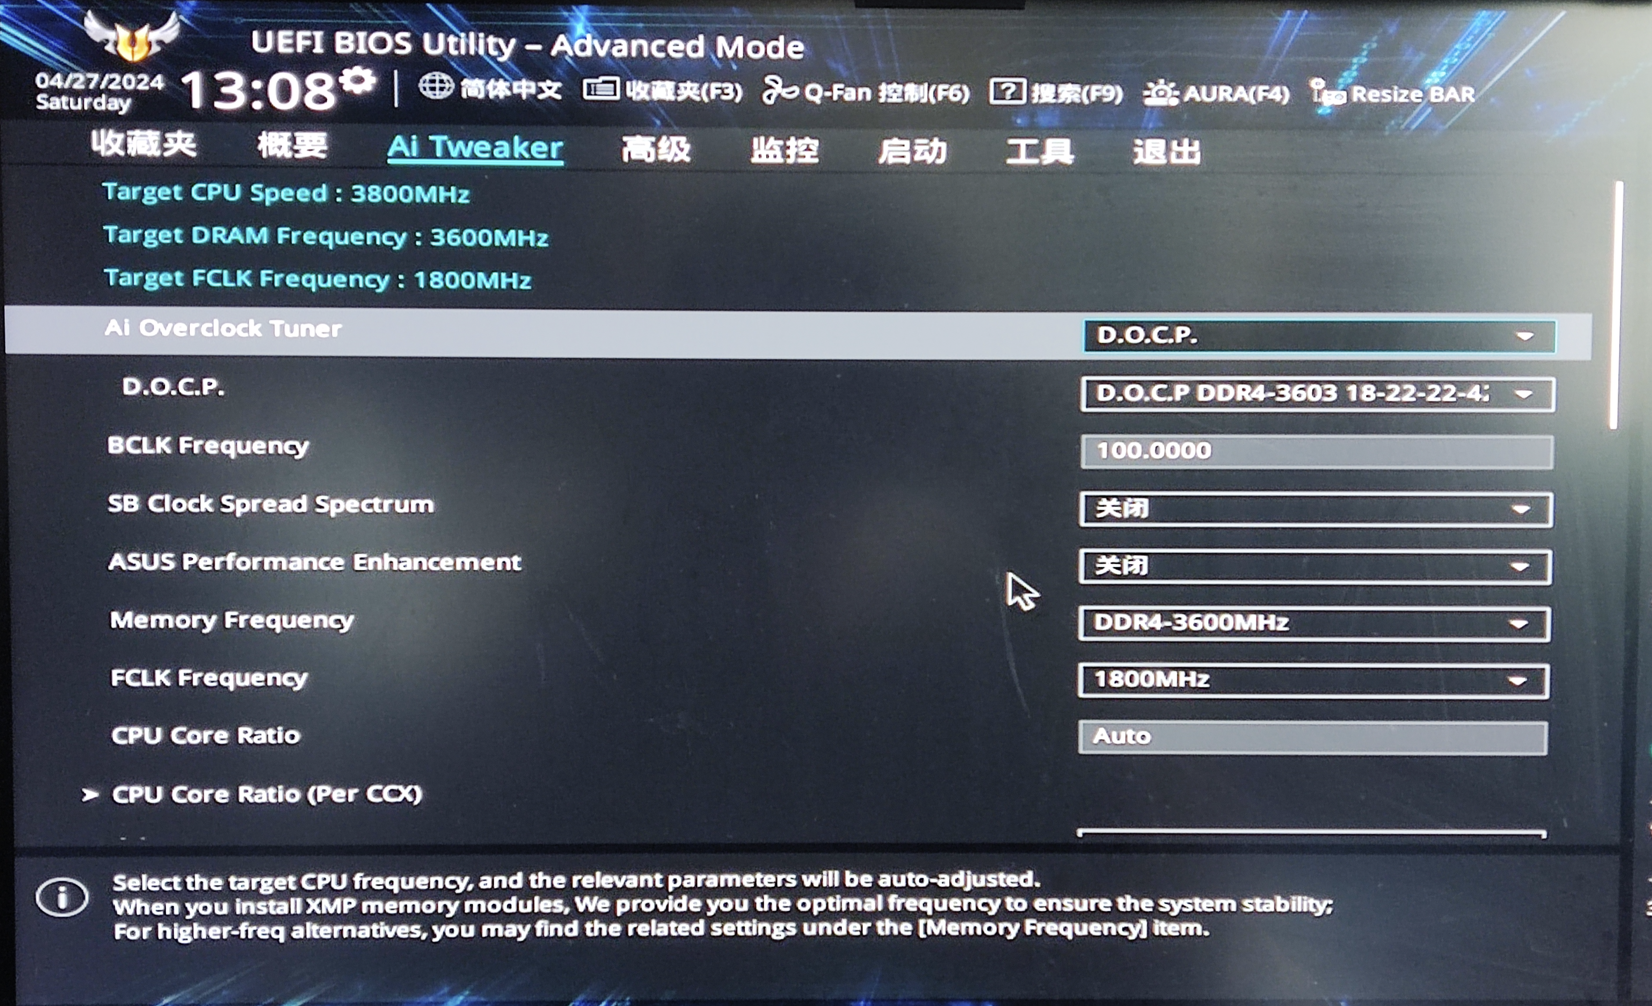 UEFI BIOS Utility – Advanced Mode
04/27/2024
Saturday
13:08
简体中文
收藏夹(F3)
Q-Fan 控制(F6)
搜索(F9)
AURA(F4)
Resize BAR
收藏夹 概要 Ai Tweaker 高级 监控 启动 工具 退出
Target CPU Speed : 3800MHz
Target DRAM Frequency : 3600MHz
Target FCLK Frequency : 1800MHz
Ai Overclock Tuner D.O.C.P.
D.O.C.P. D.O.C.P DDR4-3603 18-22-22-4
BCLK Frequency 100.0000
SB Clock Spread Spectrum 关闭
ASUS Performance Enhancement 关闭
Memory Frequency DDR4-3600MHz
FCLK Frequency 1800MHz
CPU Core Ratio Auto
> CPU Core Ratio (Per CCX)
Select the target CPU frequency, and the relevant parameters will be auto-adjusted.
When you install XMP memory modules, We provide you the optimal frequency to ensure the system stability;
For higher-freq alternatives, you may find the related settings under the [Memory Frequency] item.